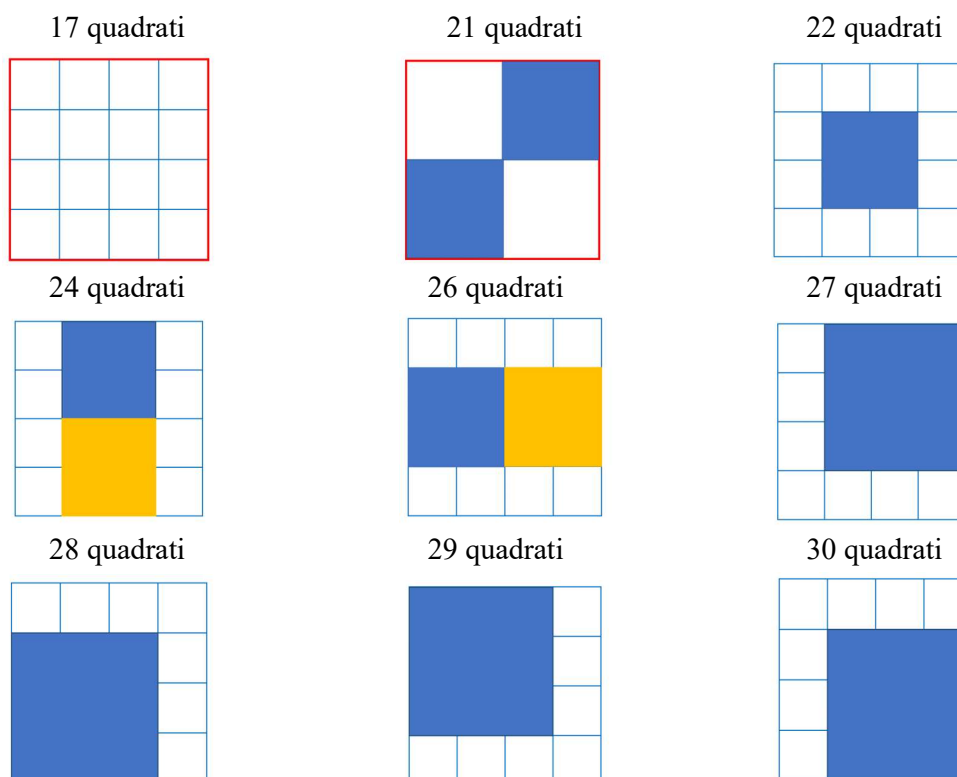 17 quadrati
21 quadrati
22 quadrati
24 quadrati
26 quadrati
27 quadrati
28 quadrati
29 quadrati
30 quadrati